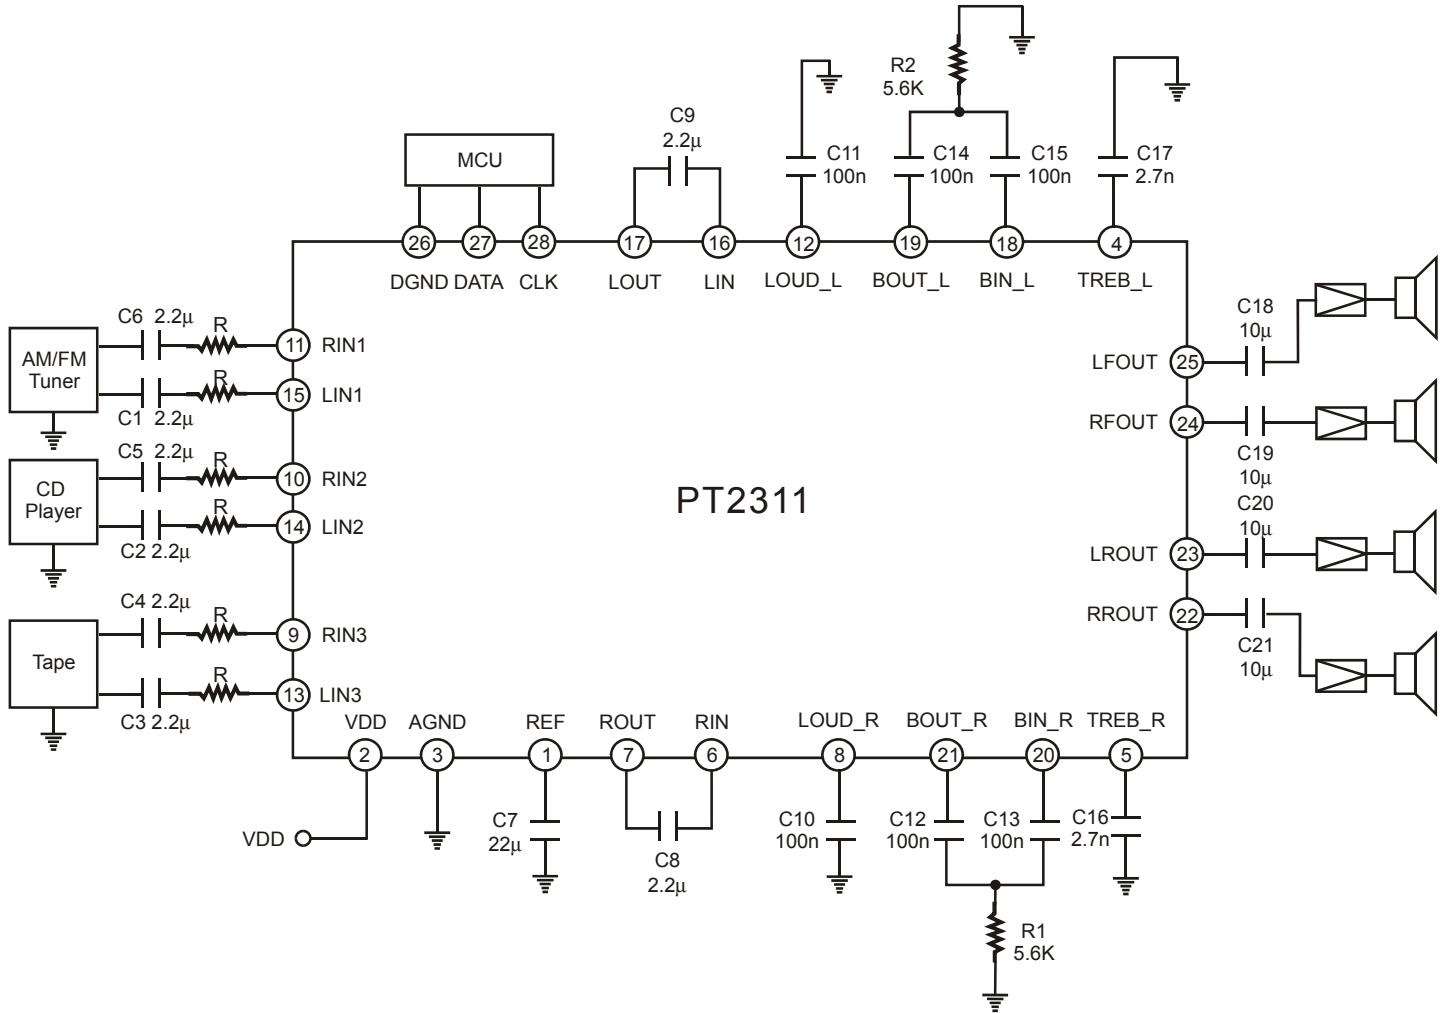 R2
5.6K
C9
2.2µ
C11
100n
C14
100n
C15
100n
C17
2.7n
MCU
26
27
28
17
16
12
19
18
4
DGND
DATA
CLK
LOUT
LIN
LOUD_L
BOUT_L
BIN_L
TREB_L
C6 2.2µ
R
11
RIN1
AM/FM
Tuner
R
15
LIN1
C1 2.2µ
C5 2.2µ
R
10
RIN2
CD
Player
R
14
LIN2
C2 2.2µ
C4 2.2µ
R
9
RIN3
Tape
R
13
LIN3
C3 2.2µ
PT2311
C18
10µ
LFOUT
25
RFOUT
24
C19
10µ
C20
10µ
LROUT
23
RROUT
22
C21
10µ
VDD
AGND
REF
ROUT
RIN
LOUD_R
BOUT_R
BIN_R
TREB_R
2
3
1
7
6
8
21
20
5
VDD
C7
22µ
C8
2.2µ
C10
100n
C12
100n
C13
100n
C16
2.7n
R1
5.6K